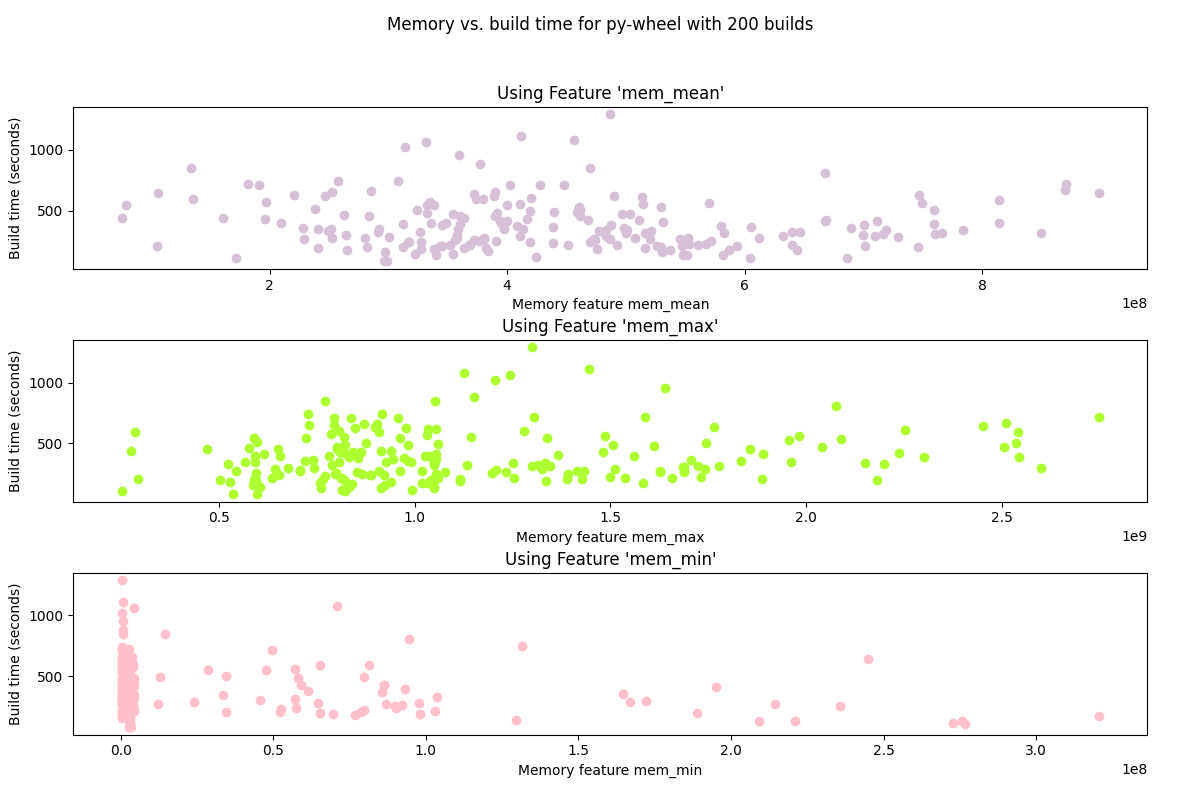 Memory vs. build time for py-wheel with 200 builds
Using Feature 'mem_mean'
Build time (seconds)
1000
500
2 4 6 8
1e8
Memory feature mem_mean
Using Feature 'mem_max'
Build time (seconds)
1000
500
0.5 1.0 1.5 2.0 2.5
1e9
Memory feature mem_max
Using Feature 'mem_min'
Build time (seconds)
1000
500
0.0 0.5 1.0 1.5 2.0 2.5 3.0
1e8
Memory feature mem_min